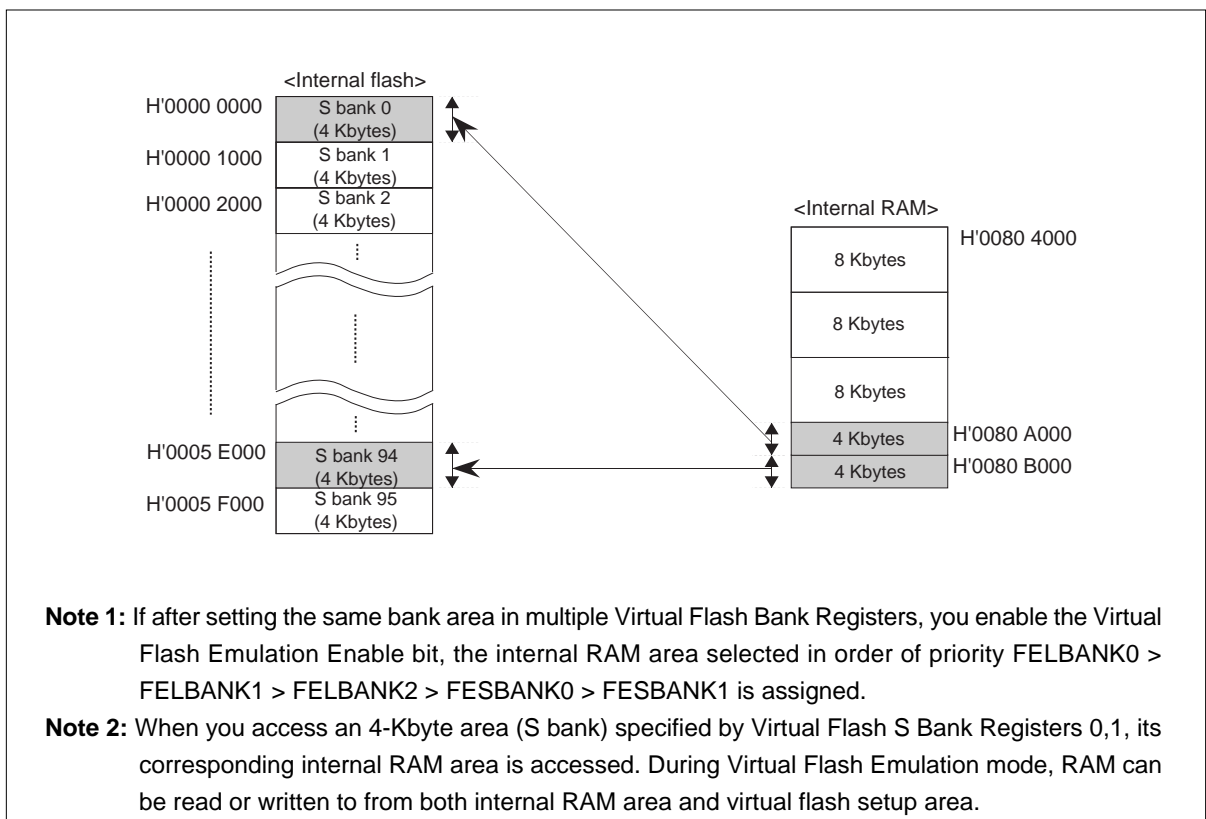 <Internal flash>
H'0000 0000
S bank 0
(4 Kbytes)
H'0000 1000
S bank 1
(4 Kbytes)
H'0000 2000
S bank 2
(4 Kbytes)
H'0005 E000
S bank 94
(4 Kbytes)
H'0005 F000
S bank 95
(4 Kbytes)
<Internal RAM>
H'0080 4000
8 Kbytes
8 Kbytes
8 Kbytes
4 Kbytes
H'0080 A000
4 Kbytes
H'0080 B000
Note 1: If after setting the same bank area in multiple Virtual Flash Bank Registers, you enable the Virtual
Flash Emulation Enable bit, the internal RAM area selected in order of priority FELBANK0 >
FELBANK1 > FELBANK2 > FESBANK0 > FESBANK1 is assigned.
Note 2: When you access an 4-Kbyte area (S bank) specified by Virtual Flash S Bank Registers 0,1, its
corresponding internal RAM area is accessed. During Virtual Flash Emulation mode, RAM can
be read or written to from both internal RAM area and virtual flash setup area.